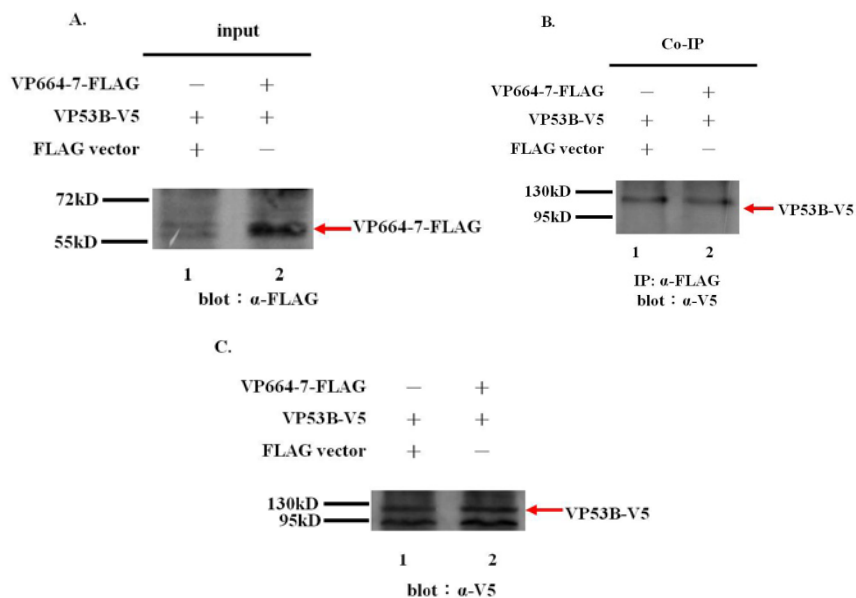 A.
input
VP664-7-FLAG − +
VP53B-V5 + +
FLAG vector + −
72kD
55kD
VP664-7-FLAG
1 2
blot：α-FLAG
B.
Co-IP
VP664-7-FLAG − +
VP53B-V5 + +
FLAG vector + −
130kD
95kD
VP53B-V5
1 2
IP: α-FLAG
blot：α-V5
C.
VP664-7-FLAG − +
VP53B-V5 + +
FLAG vector + −
130kD
95kD
VP53B-V5
1 2
blot：α-V5